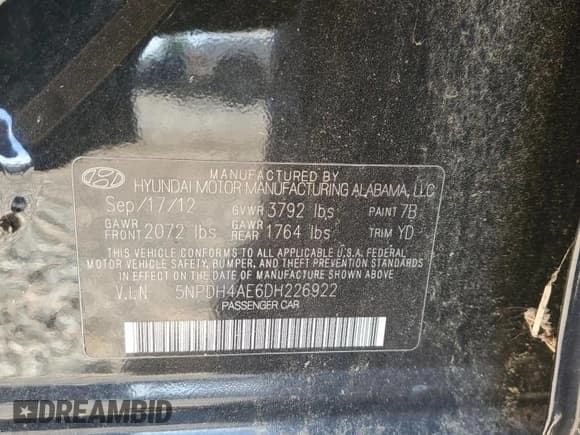 MANUFACTURED BY
HYUNDAI MOTOR MANUFACTURING ALABAMA, LLC
Sep/17/12 GVWR 3792 lbs PAINT 7B
GAWR FRONT 2072 lbs GAWR REAR 1764 lbs TRIM YD
THIS VEHICLE CONFORMS TO ALL APPLICABLE U.S.A. FEDERAL
MOTOR VEHICLE SAFETY, BUMPER, AND THEFT PREVENTION STANDARDS
IN EFFECT ON THE DATE OF MANUFACTURE SHOWN ABOVE.
V.I.N 5NPDH4AE6DH226922
PASSENGER CAR
DREAMBID